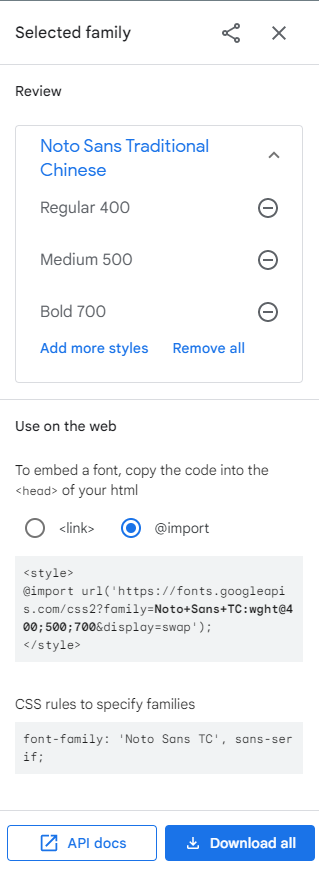 Selected family
Review
Noto Sans Traditional
Chinese
Regular 400
Medium 500
Bold 700
Add more styles Remove all
Use on the web
To embed a font, copy the code into the
<head> of your html
<link> @import
<style>
@import url('https://fonts.googleapi
s.com/css2?family=Noto+Sans+TC:wght@4
00;500;700&display=swap');
</style>
CSS rules to specify families
font-family: 'Noto Sans TC', sans-ser
if;
API docs Download all